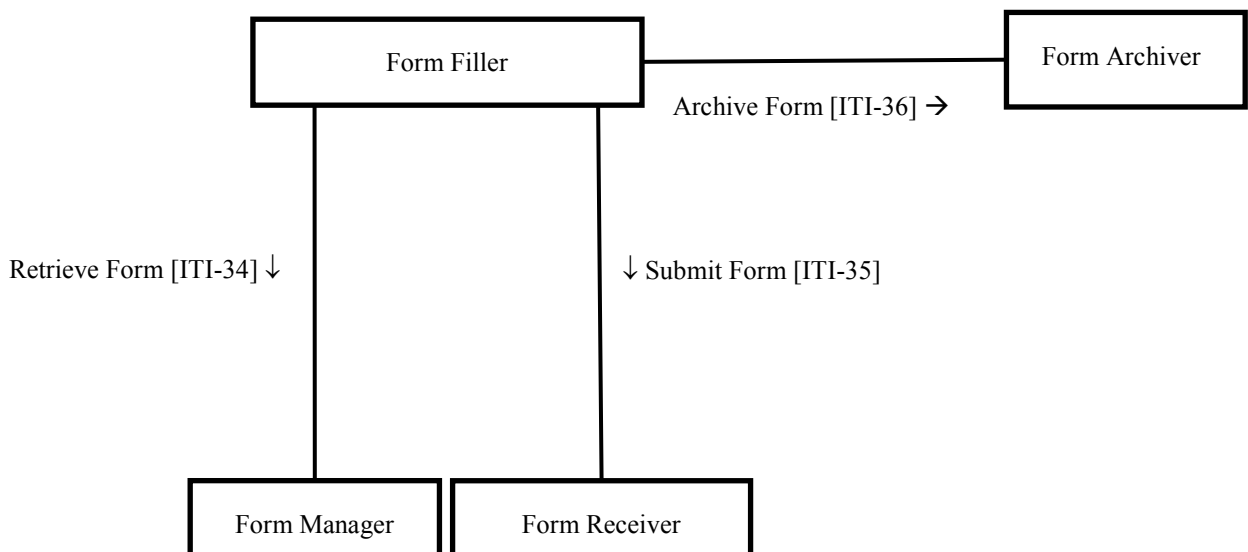 Form Filler
Form Archiver
Archive Form [ITI-36] →
Retrieve Form [ITI-34] ↓
↓ Submit Form [ITI-35]
Form Manager
Form Receiver